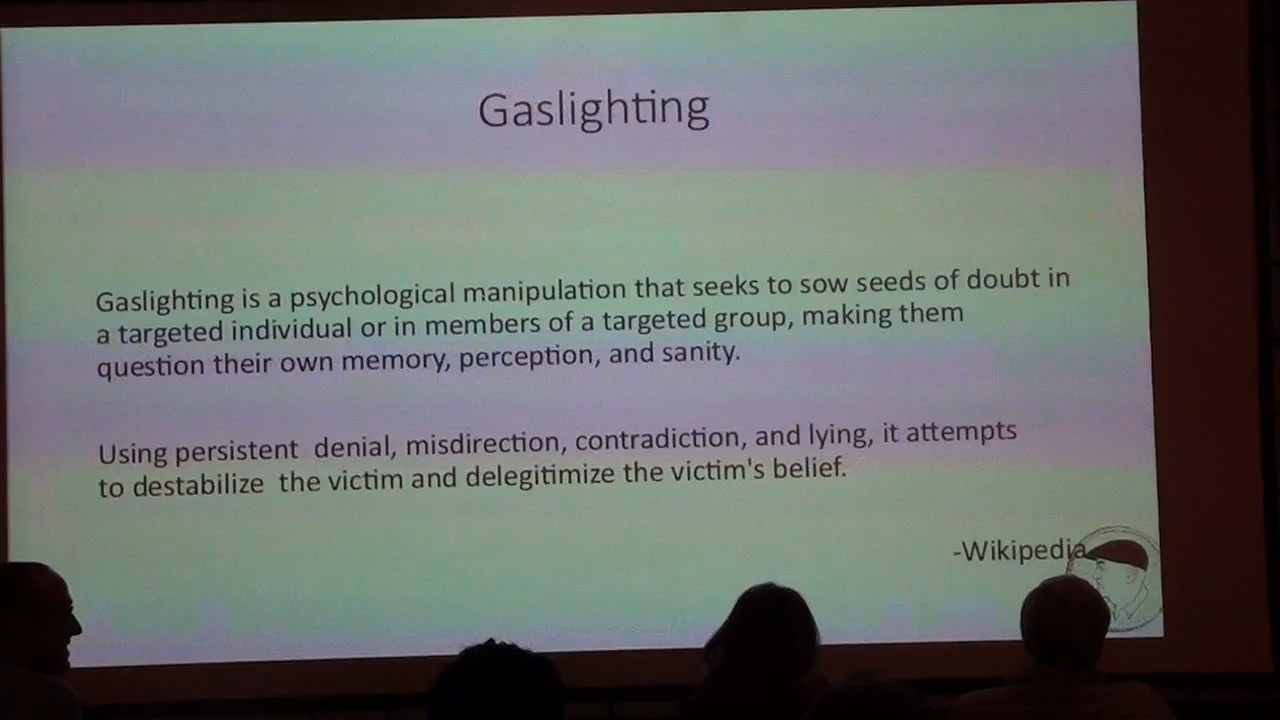 Gaslighting
Gaslighting is a psychological manipulation that seeks to sow seeds of doubt in
a targeted individual or in members of a targeted group, making them
question their own memory, perception, and sanity.
Using persistent  denial, misdirection, contradiction, and lying, it attempts
to destabilize  the victim and delegitimize the victim's belief.
-Wikipedia